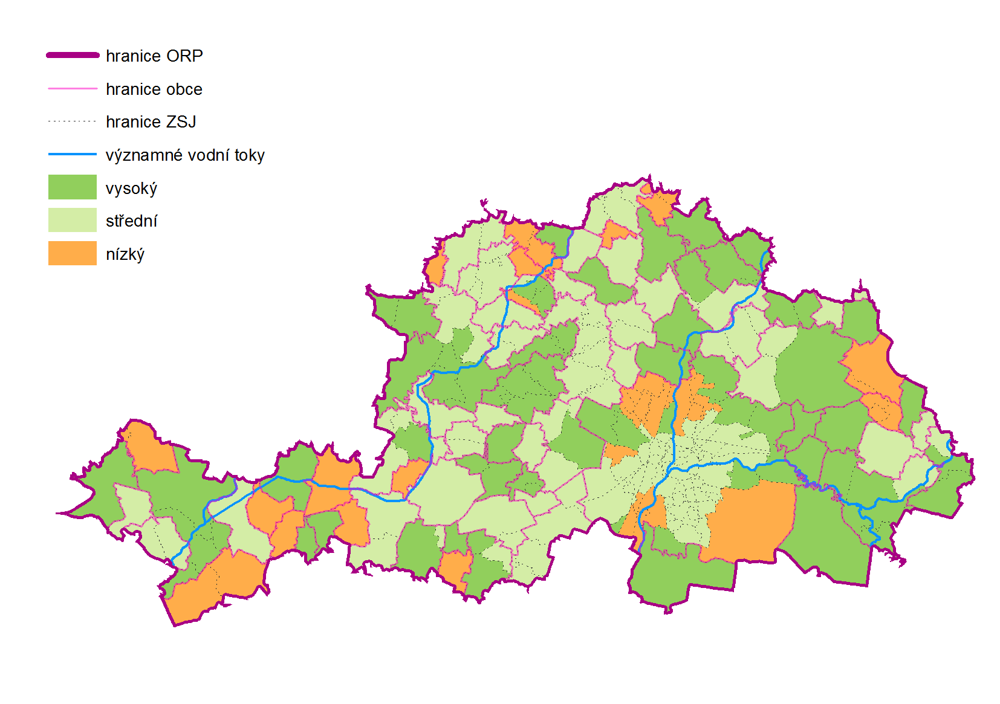 hranice ORP
hranice obce
hranice ZSJ
významné vodní toky
vysoký
střední
nízký